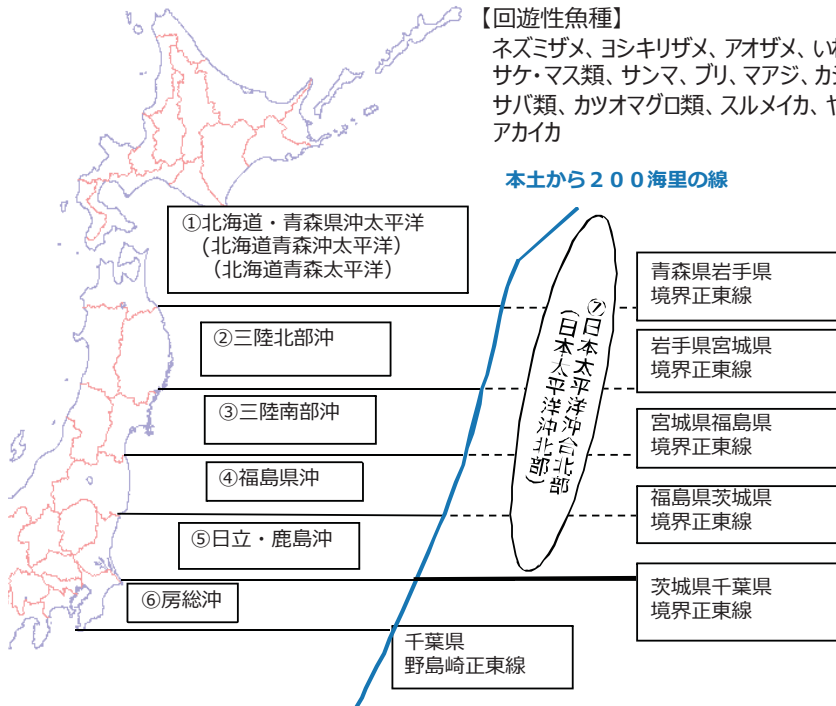 【回遊性魚種】
ネズミザメ、ヨシキリザメ、アオザメ、
サケ・マス類、サンマ、ブリ、マアジ、
サバ類、カツオマグロ類、スルメイカ、
アカイカ
本土から２００海里の線
①北海道・青森県沖太平洋
(北海道青森沖太平洋)
(北海道青森太平洋)
②三陸北部沖
③三陸南部沖
④福島県沖
⑤日立・鹿島沖
⑥房総沖
⑦日本太平洋沖合北部
(日本太平洋沖北部)
青森県岩手県
境界正東線
岩手県宮城県
境界正東線
宮城県福島県
境界正東線
福島県茨城県
境界正東線
茨城県千葉県
境界正東線
千葉県
野島崎正東線